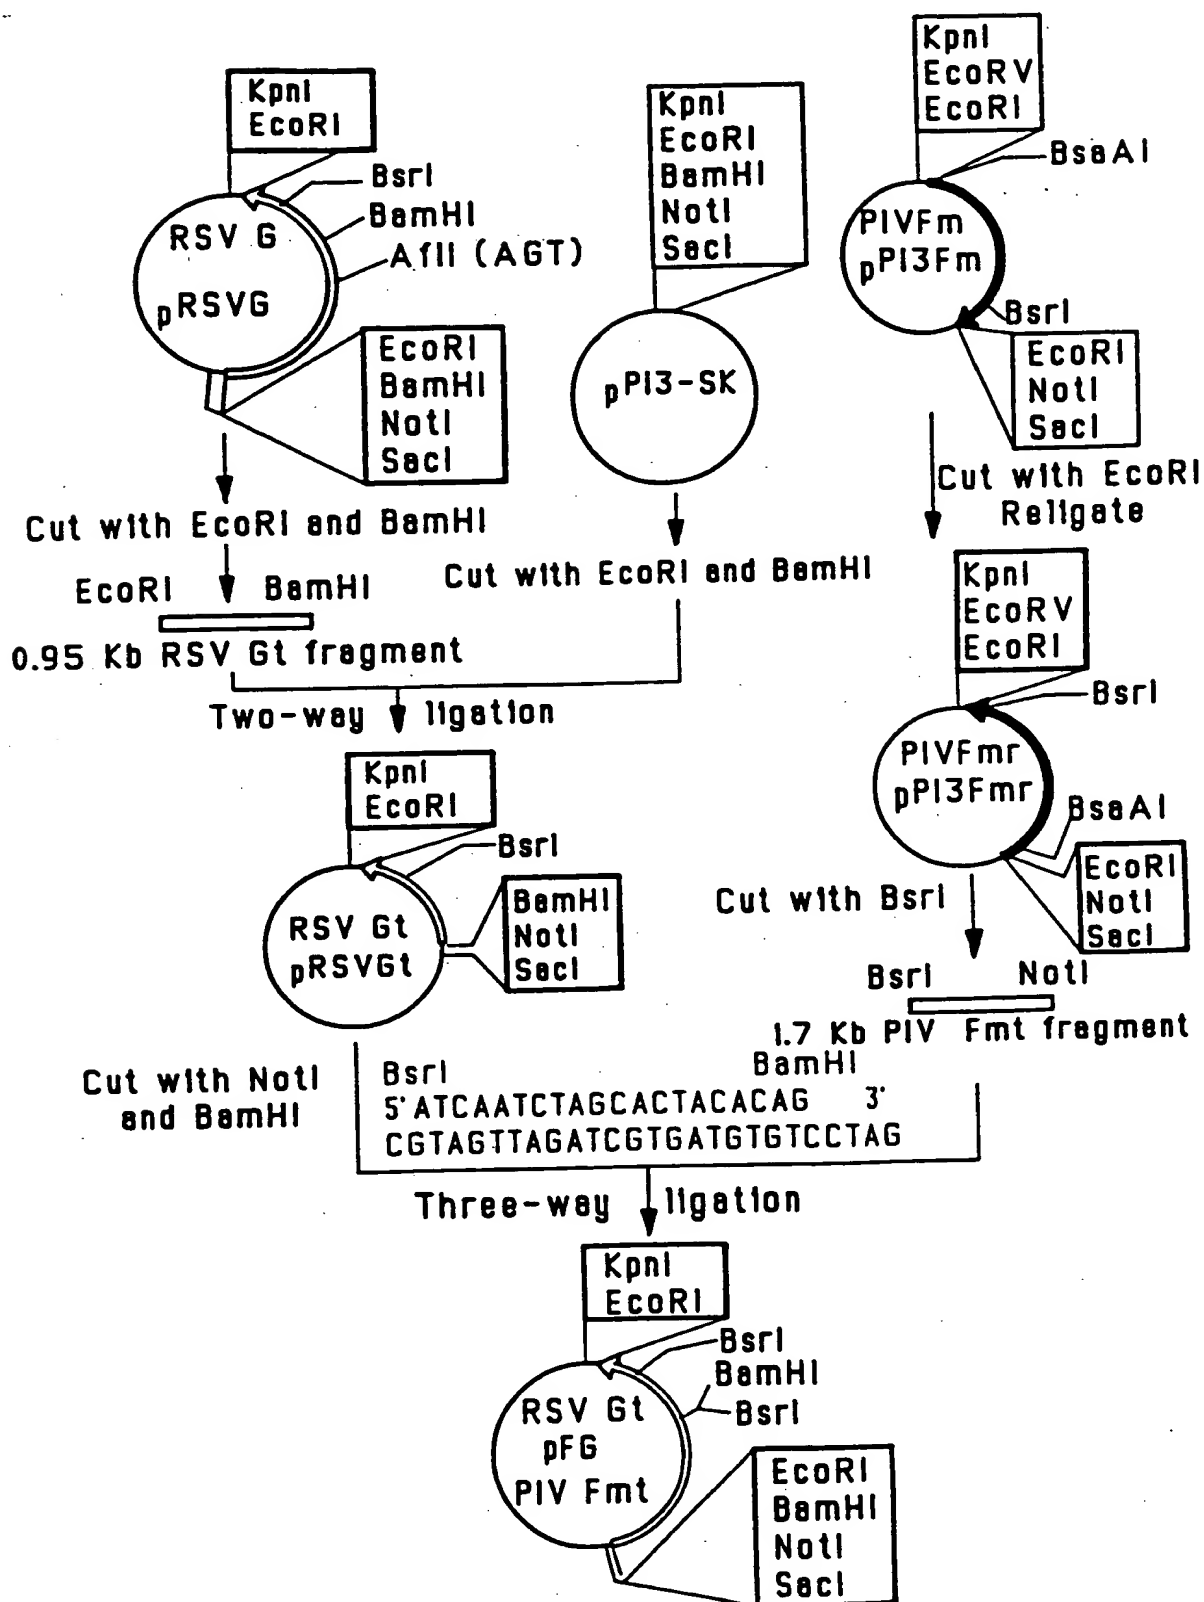 KpnI
EcoRI
BsrI
BamHI
AflI (AGT)
RSV G
pRSVG
EcoRI
BamHI
NotI
SacI
Cut with EcoRI and BamHI
EcoRI BamHI
0.95 Kb RSV Gt fragment
KpnI
EcoRI
BamHI
NotI
SacI
pPI3-SK
Cut with EcoRI and BamHI
KpnI
EcoRV
EcoRI
BsaAI
PIVFm
pPI3Fm
BsrI
EcoRI
NotI
SacI
Cut with EcoRI
Religate
KpnI
EcoRV
EcoRI
BsrI
PIVFmr
pPI3Fmr
BsaAI
EcoRI
NotI
SacI
Cut with BsrI
BsrI NotI
1.7 Kb PIV Fmt fragment
Two-way ligation
KpnI
EcoRI
BsrI
RSV Gt
pRSVGt
BamHI
NotI
SacI
Cut with NotI
and BamHI
BsrI BamHI
5'ATCAATCTAGCACTACACAG 3'
CGTAGTTAGATCGTGATGTGTCCTAG
Three-way ligation
KpnI
EcoRI
BsrI
BamHI
BsrI
RSV Gt
pFG
PIV Fmt
EcoRI
BamHI
NotI
SacI